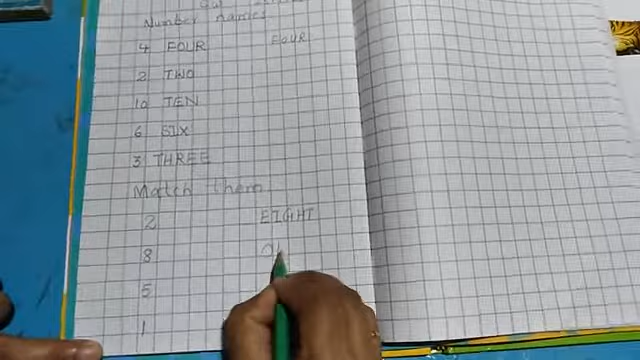 Number names
4 FOUR FOUR
2 TWO
10 TEN
6 SIX
3 THREE
Match them
2 EIGHT
8
5
1